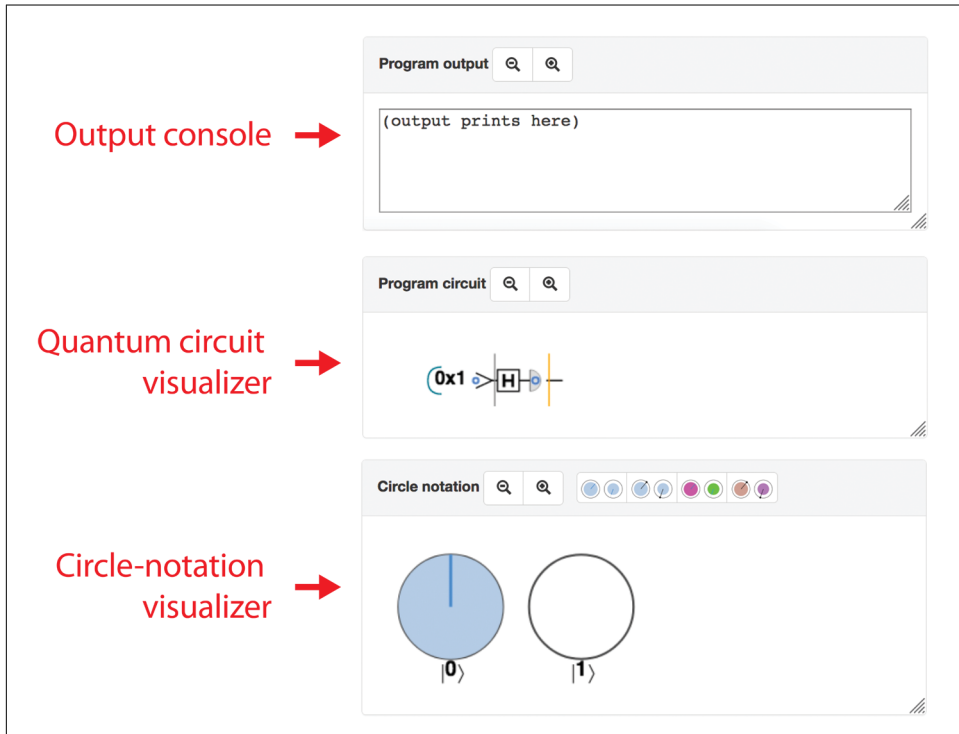 Program output
Output console
(output prints here)
Program circuit
Quantum circuit
visualizer
0x1
H
Circle notation
Circle-notation
visualizer
|0⟩
|1⟩